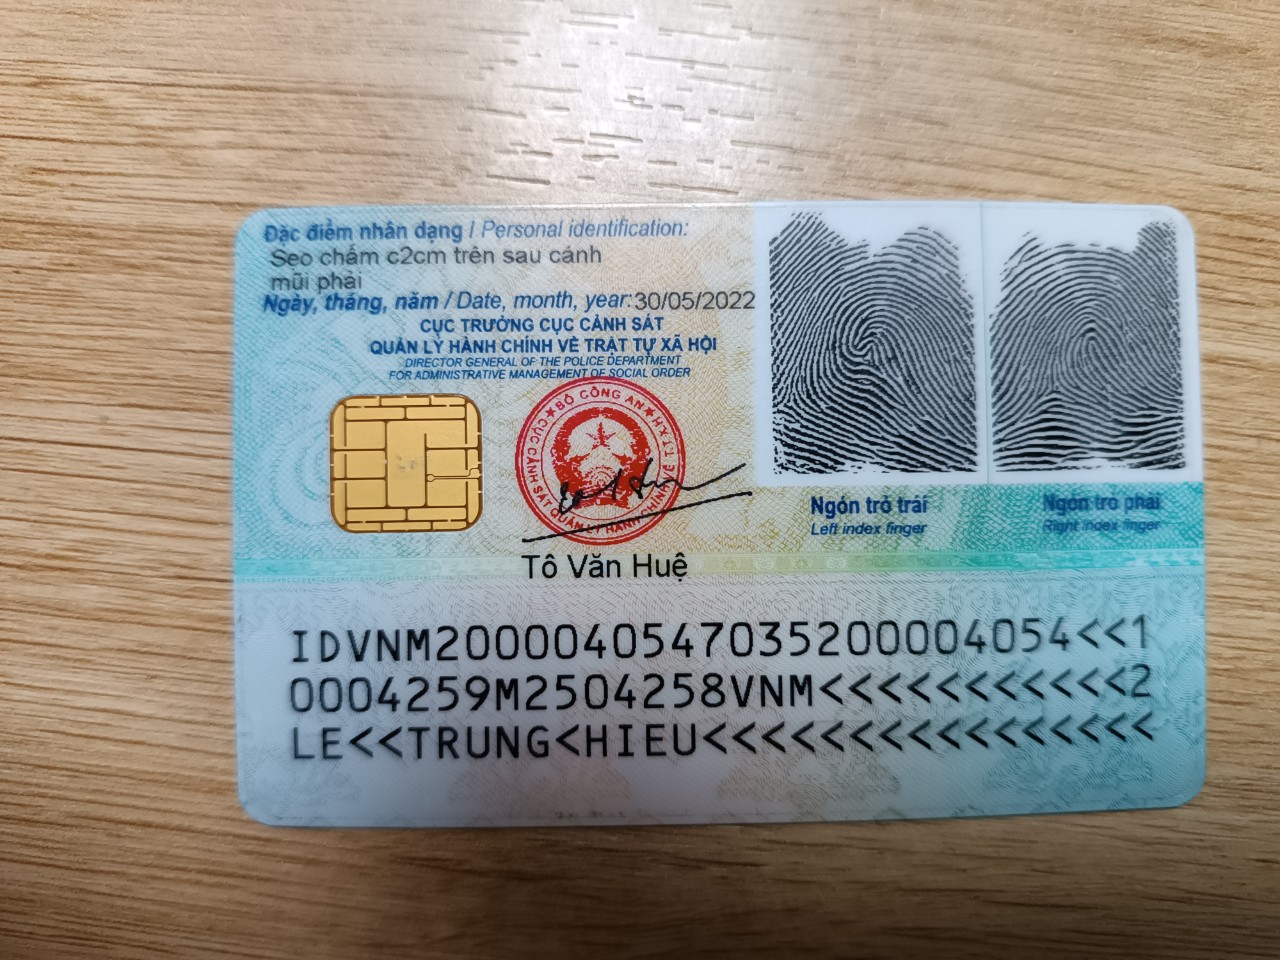 Đặc điểm nhân dạng / Personal identification:
Sẹo chấm c2cm trên sau cánh
mũi phải
Ngày, tháng, năm / Date, month, year: 30/05/2022
CỤC TRƯỞNG CỤC CẢNH SÁT
QUẢN LÝ HÀNH CHÍNH VỀ TRẬT TỰ XÃ HỘI
DIRECTOR GENERAL OF THE POLICE DEPARTMENT
FOR ADMINISTRATIVE MANAGEMENT OF SOCIAL ORDER
BỘ CÔNG AN
CỤC CẢNH SÁT QUẢN LÝ HÀNH CHÍNH VỀ TTXH
Tô Văn Huệ
Ngón trỏ trái
Left index finger
Ngón trỏ phải
Right index finger
IDVNM2000040547035200004054<<1
0004259M2504258VNM<<<<<<<<<<<2
LE<<TRUNG<HIEU<<<<<<<<<<<<<<<<